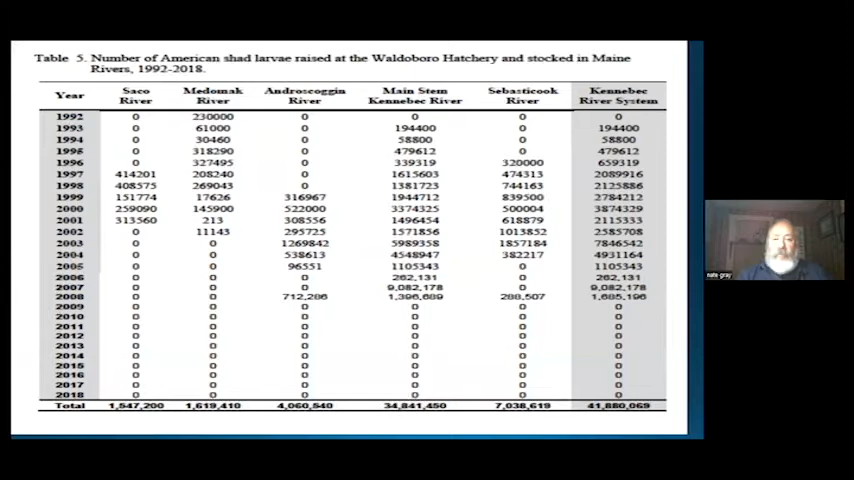 Table 5. Number of American shad larvae raised at the Waldoboro Hatchery and stocked in Maine
Rivers, 1992-2018.
Year Saco River Medomak River Androscoggin River Main Stem Kennebec River Sebasticook River Kennebec River System
1992 0 230000 0 0 0 0
1993 0 61000 0 194400 0 194400
1994 0 30460 0 58800 0 58800
1995 0 318290 0 479612 0 479612
1996 0 327495 0 339319 320000 659319
1997 414201 208240 0 1615603 474313 2089916
1998 408575 269043 0 1381723 744163 2125886
1999 151774 17626 316967 1944712 839500 2784212
2000 259090 145900 522000 3374325 500004 3874329
2001 313560 213 308556 1496454 618879 2115333
2002 0 11143 295725 1571856 1013852 2585708
2003 0 0 1269842 5989358 1857184 7846542
2004 0 0 538613 4548947 382217 4931164
2005 0 0 96551 1105343 0 1105343
2006 0 0 0 262,131 0 262,131
2007 0 0 0 9,082,178 0 9,082,178
2008 0 0 712,286 1,396,689 288,507 1,685,196
2009 0 0 0 0 0 0
2010 0 0 0 0 0 0
2011 0 0 0 0 0 0
2012 0 0 0 0 0 0
2013 0 0 0 0 0 0
2014 0 0 0 0 0 0
2015 0 0 0 0 0 0
2016 0 0 0 0 0 0
2017 0 0 0 0 0 0
2018 0 0 0 0 0 0
Total 1,547,200 1,619,410 4,060,540 34,841,450 7,038,619 41,880,069
nate gray